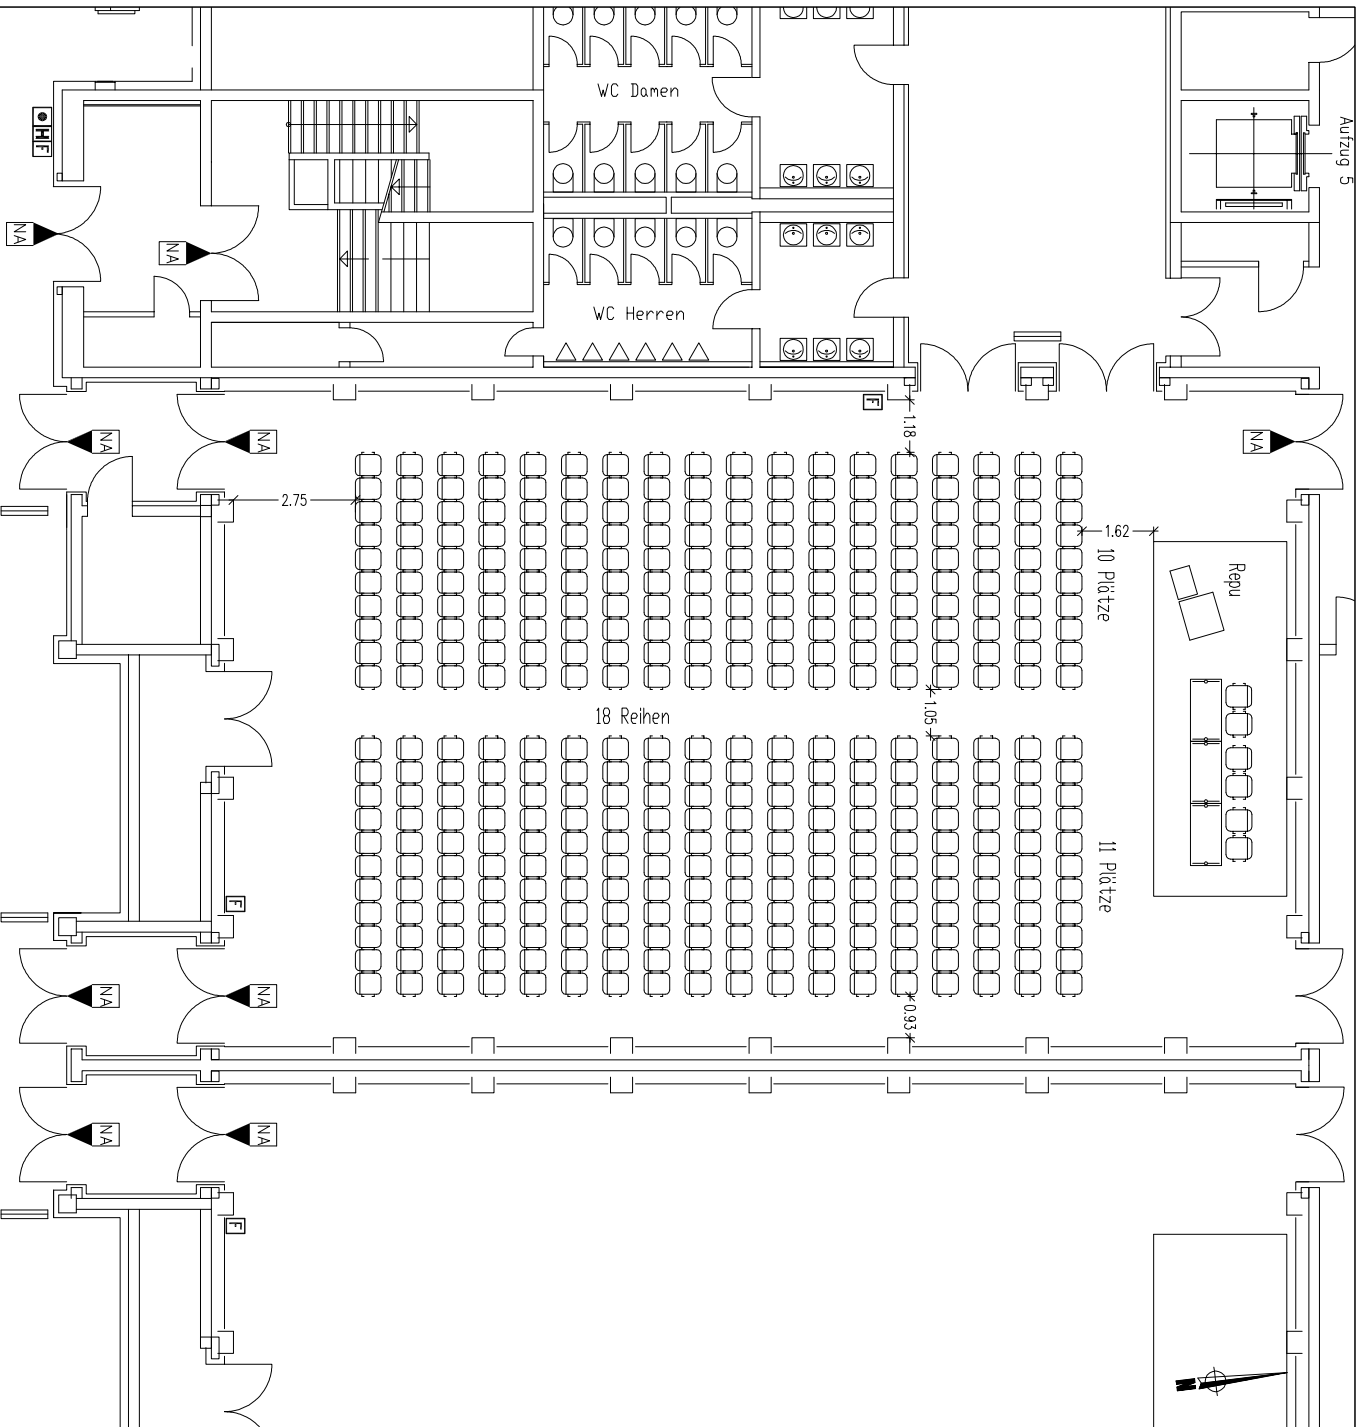 WC Damen
Aufzug 5
HF
NA
NA
WC Herren
F
1.18
NA
NA
NA
2.75
1.62
10 Plätze
Repu
1.05
18 Reihen
11 Plätze
F
NA
NA
0.93
NA
NA
F
N